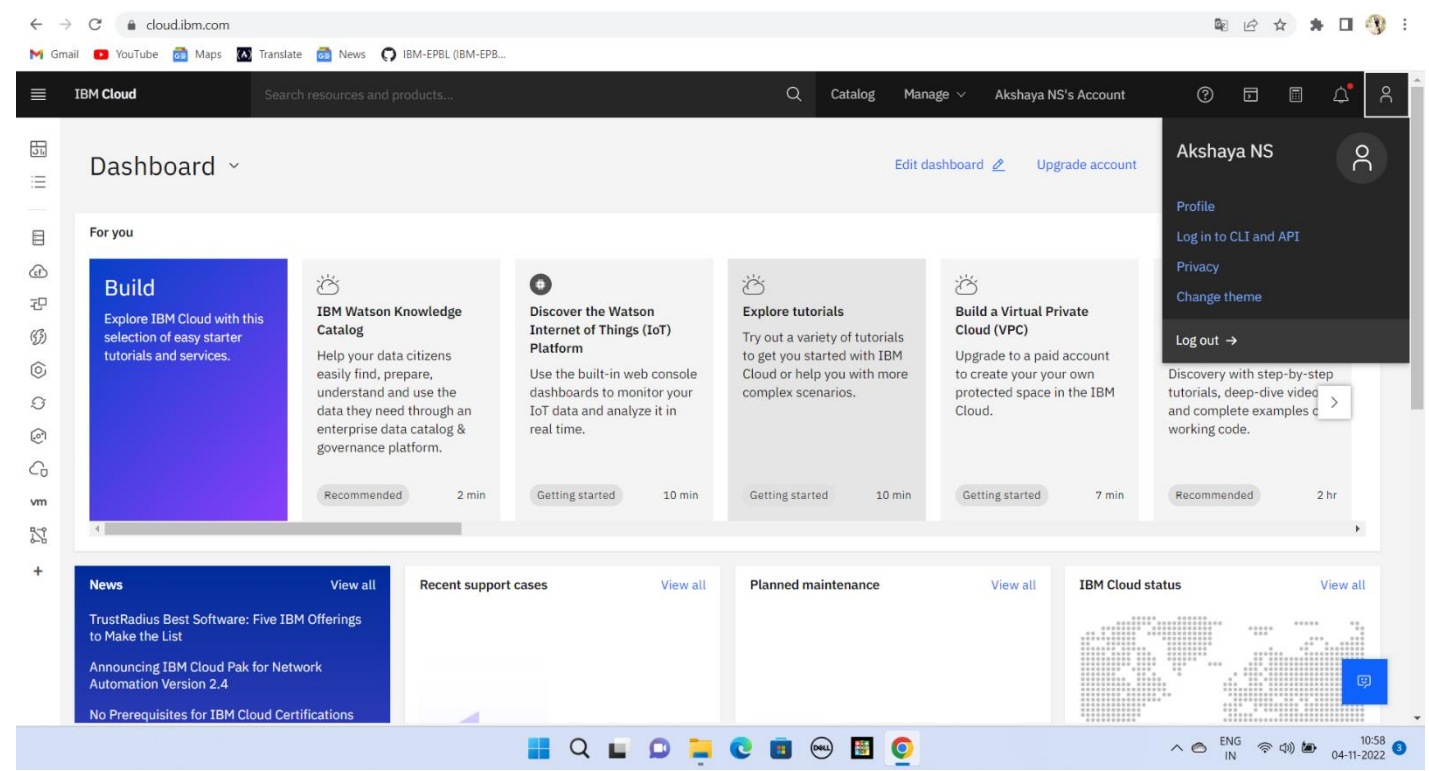 cloud.ibm.com
Gmail YouTube Maps Translate News IBM-EPBL (IBM-EPB...
IBM Cloud Search resources and products... Catalog Manage Akshaya NS's Account
Akshaya NS
Profile
Log in to CLI and API
Privacy
Change theme
Log out →
Dashboard Edit dashboard Upgrade account
For you
Build
Explore IBM Cloud with this
selection of easy starter
tutorials and services.
IBM Watson Knowledge
Catalog
Help your data citizens
easily find, prepare,
understand and use the
data they need through an
enterprise data catalog &
governance platform.
Recommended 2 min
Discover the Watson
Internet of Things (IoT)
Platform
Use the built-in web console
dashboards to monitor your
IoT data and analyze it in
real time.
Getting started 10 min
Explore tutorials
Try out a variety of tutorials
to get you started with IBM
Cloud or help you with more
complex scenarios.
Getting started 10 min
Build a Virtual Private
Cloud (VPC)
Upgrade to a paid account
to create your your own
protected space in the IBM
Cloud.
Getting started 7 min
Discovery with step-by-step
tutorials, deep-dive video
and complete examples
working code.
Recommended 2 hr
vm
News View all
TrustRadius Best Software: Five IBM Offerings
to Make the List
Announcing IBM Cloud Pak for Network
Automation Version 2.4
No Prerequisites for IBM Cloud Certifications
Recent support cases View all
Planned maintenance View all
IBM Cloud status View all
DELL
ENG
IN
10:58
04-11-2022
3